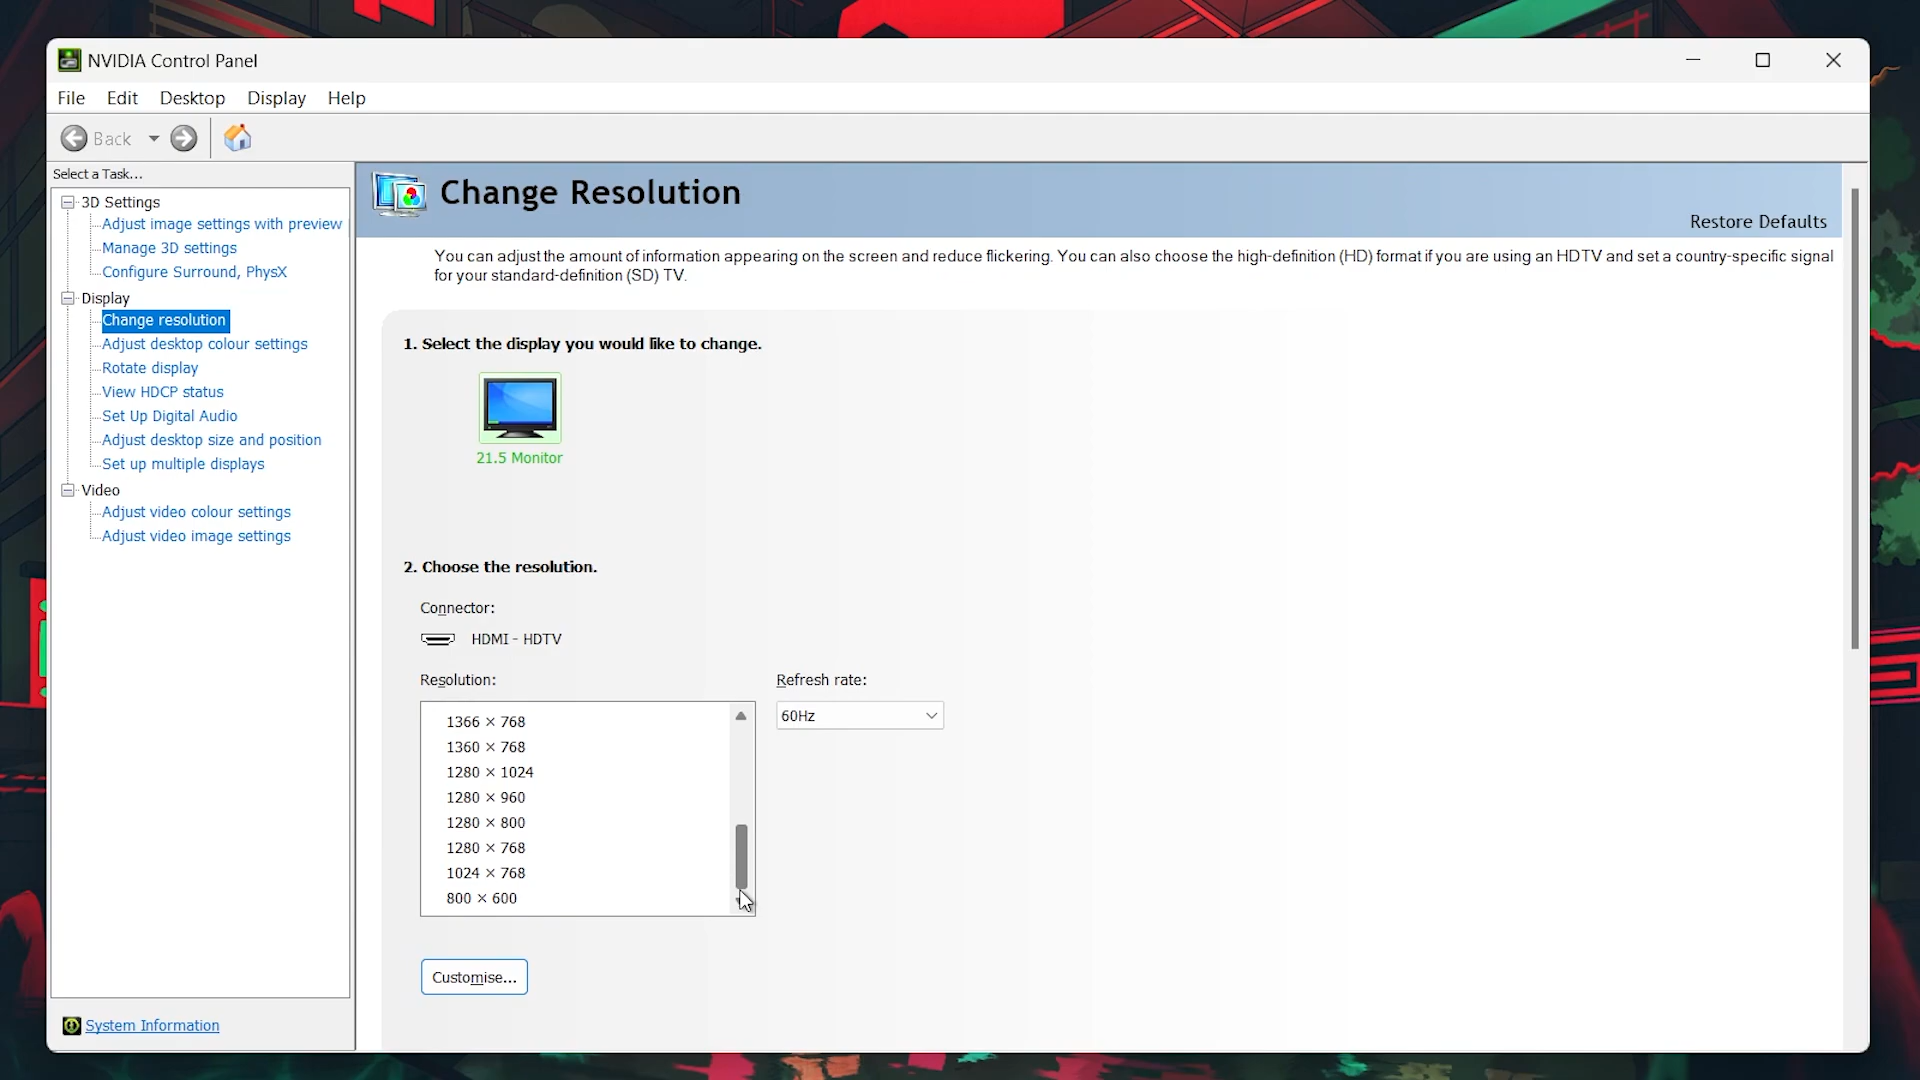 NVIDIA Control Panel
File Edit Desktop Display Help
Back
Select a Task...
3D Settings
Adjust image settings with preview
Manage 3D settings
Configure Surround, PhysX
Display
Change resolution
Adjust desktop colour settings
Rotate display
View HDCP status
Set Up Digital Audio
Adjust desktop size and position
Set up multiple displays
Video
Adjust video colour settings
Adjust video image settings
System Information
Change Resolution
Restore Defaults
You can adjust the amount of information appearing on the screen and reduce flickering. You can also choose the high-definition (HD) format if you are using an HDTV and set a country-specific signal
for your standard-definition (SD) TV.
1. Select the display you would like to change.
21.5 Monitor
2. Choose the resolution.
Connector:
HDMI - HDTV
Resolution:
Refresh rate:
60Hz
1366 × 768
1360 × 768
1280 × 1024
1280 × 960
1280 × 800
1280 × 768
1024 × 768
800 × 600
Customise...